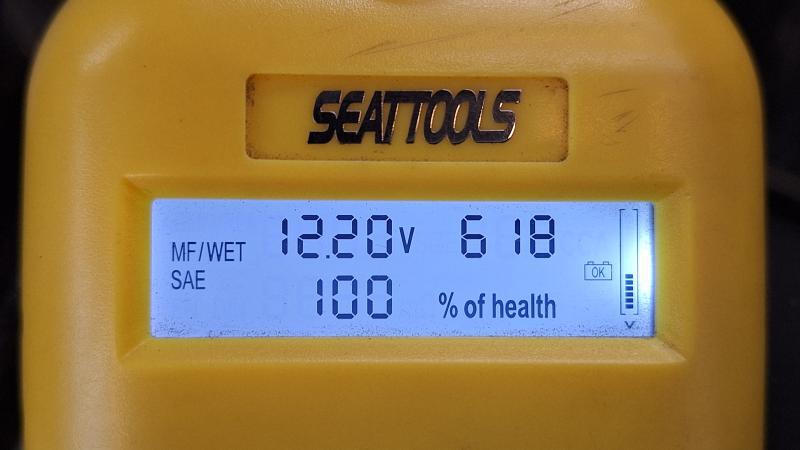 SEATTOOLS
MF/WET 12.20V 618
SAE 100 % of health
OK
V